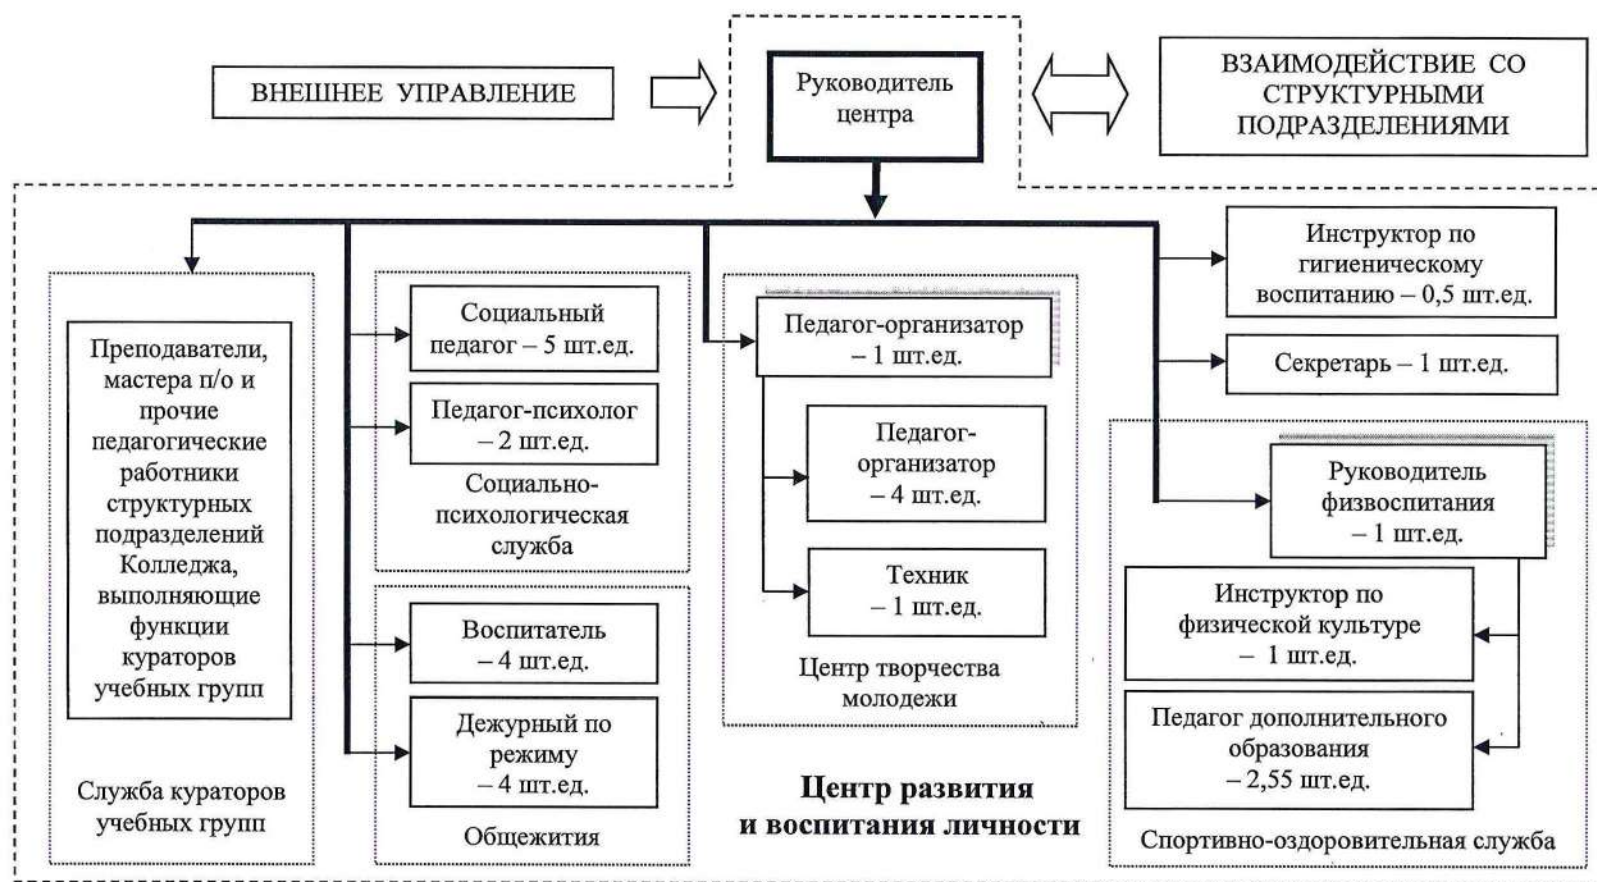 ВНЕШНЕЕ УПРАВЛЕНИЕ
Руководитель
центра
ВЗАИМОДЕЙСТВИЕ СО
СТРУКТУРНЫМИ
ПОДРАЗДЕЛЕНИЯМИ
Преподаватели,
мастера п/о и
прочие
педагогические
работники
структурных
подразделений
Колледжа,
выполняющие
функции
кураторов
учебных групп
Служба кураторов
учебных групп
Социальный
педагог – 5 шт.ед.
Педагог-психолог
– 2 шт.ед.
Социально-
психологическая
служба
Воспитатель
– 4 шт.ед.
Дежурный по
режиму
– 4 шт.ед.
Общежития
Педагог-организатор
– 1 шт.ед.
Педагог-
организатор
– 4 шт.ед.
Техник
– 1 шт.ед.
Центр творчества
молодежи
Центр развития
и воспитания личности
Инструктор по
гигиеническому
воспитанию – 0,5 шт.ед.
Секретарь – 1 шт.ед.
Руководитель
физвоспитания
– 1 шт.ед.
Инструктор по
физической культуре
– 1 шт.ед.
Педагог дополнительного
образования
– 2,55 шт.ед.
Спортивно-оздоровительная служба